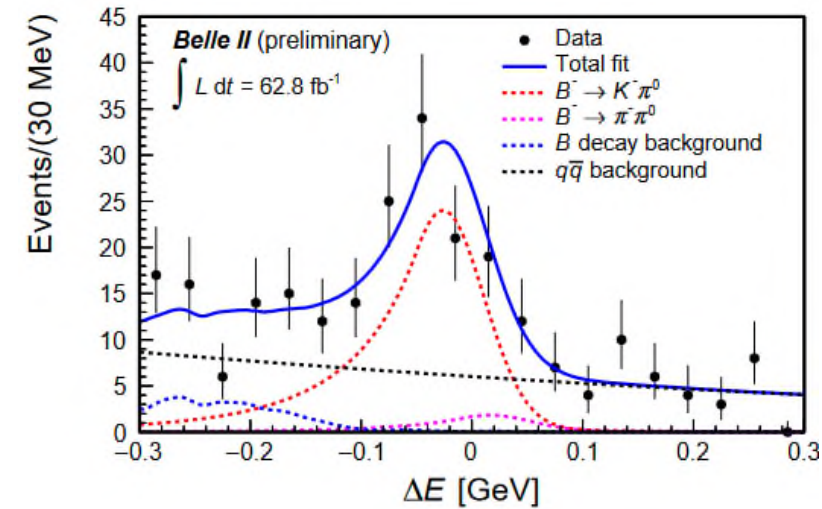 Belle II (preliminary)
∫ L dt = 62.8 fb⁻¹
Data
Total fit
B⁻ → K⁻π⁰
B⁻ → π⁻π⁰
B decay background
qq̅ background
Events/(30 MeV)
45
40
35
30
25
20
15
10
5
0
−0.3 −0.2 −0.1 0 0.1 0.2 0.3
ΔE [GeV]